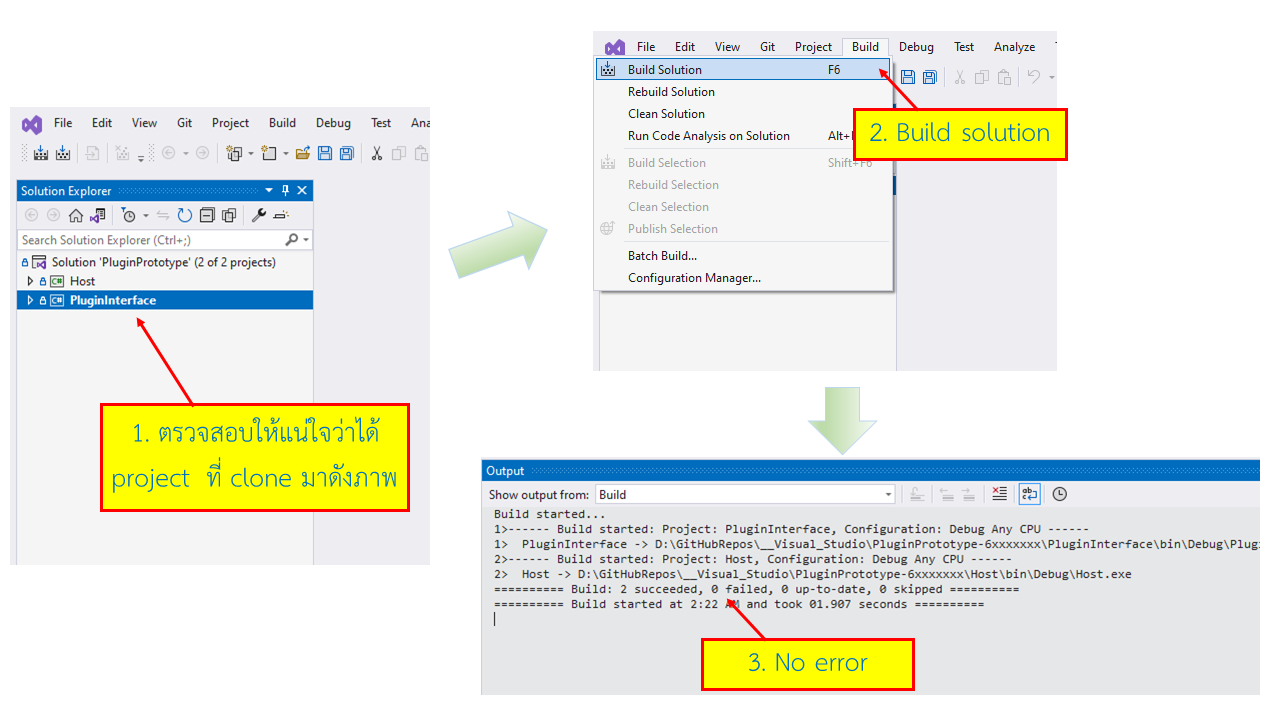 File Edit View Git Project Build Debug Test Ana
Solution Explorer
Search Solution Explorer (Ctrl+;)
Solution 'PluginPrototype' (2 of 2 projects)
Host
PluginInterface
1. ตรวจสอบให้แน่ใจว่าได้
project ที่ clone มาดังภาพ
File Edit View Git Project Build Debug Test Analyze
Build Solution F6
Rebuild Solution
Clean Solution
Run Code Analysis on Solution Alt+
Build Selection Shift+F6
Rebuild Selection
Clean Selection
Publish Selection
Batch Build...
Configuration Manager...
2. Build solution
Output
Show output from: Build
Build started...
1>------ Build started: Project: PluginInterface, Configuration: Debug Any CPU ------
1> PluginInterface -> D:\GitHubRepos\__Visual_Studio\PluginPrototype-6xxxxxxx\PluginInterface\bin\Debug\Plug
2>------ Build started: Project: Host, Configuration: Debug Any CPU ------
2> Host -> D:\GitHubRepos\__Visual_Studio\PluginPrototype-6xxxxxxx\Host\bin\Debug\Host.exe
========== Build: 2 succeeded, 0 failed, 0 up-to-date, 0 skipped ==========
========== Build started at 2:22 AM and took 01.907 seconds ==========
3. No error